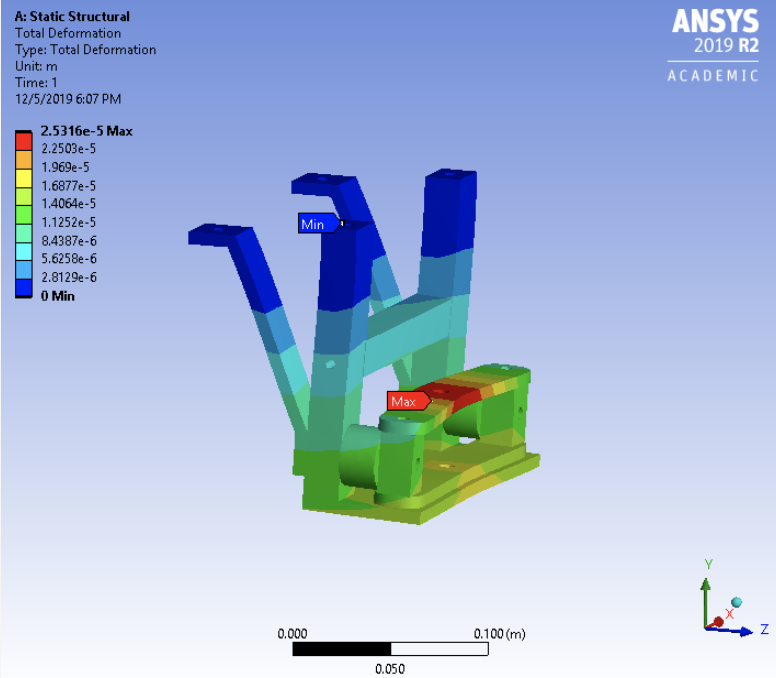 A: Static Structural
Total Deformation
Type: Total Deformation
Unit: m
Time: 1
12/5/2019 6:07 PM
2.5316e-5 Max
2.2503e-5
1.969e-5
1.6877e-5
1.4064e-5
1.1252e-5
8.4387e-6
5.6258e-6
2.8129e-6
0 Min
ANSYS
2019 R2
ACADEMIC
Min
Max
0.000
0.100 (m)
0.050
Y
X
Z